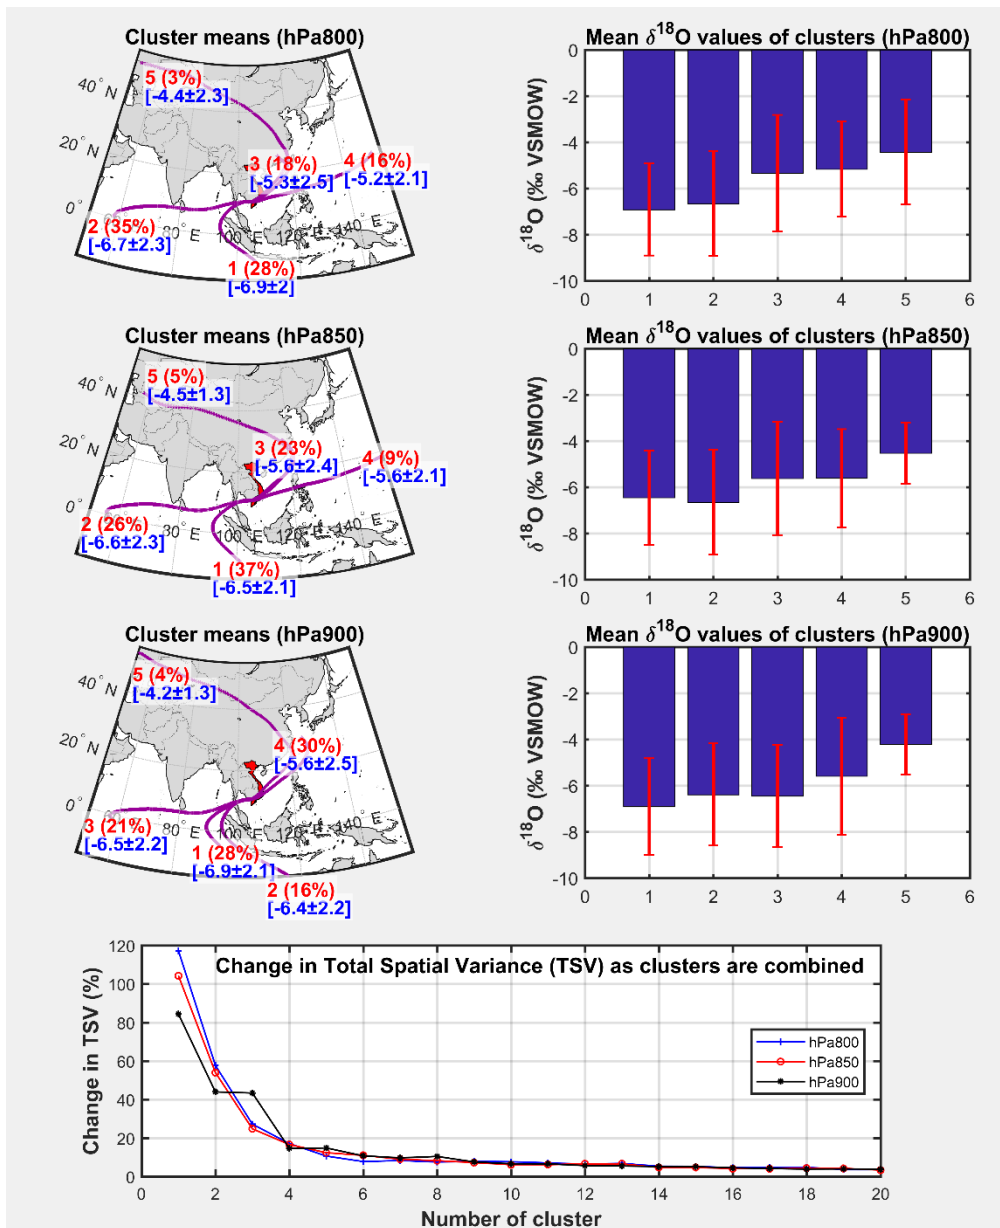 Cluster means (hPa800)
40° N
20° N
0°
80° E
100° E
120° E
140° E
5 (3%)
[-4.4±2.3]
3 (18%)
[-5.3±2.5]
4 (16%)
[-5.2±2.1]
2 (35%)
[-6.7±2.3]
1 (28%)
[-6.9±2]
Mean δ¹⁸O values of clusters (hPa800)
δ¹⁸O (‰ VSMOW)
0
-2
-4
-6
-8
-10
0 1 2 3 4 5 6
Cluster means (hPa850)
40° N
20° N
0°
80° E
100° E
120° E
140° E
5 (5%)
[-4.5±1.3]
3 (23%)
[-5.6±2.4]
4 (9%)
[-5.6±2.1]
2 (26%)
[-6.6±2.3]
1 (37%)
[-6.5±2.1]
Mean δ¹⁸O values of clusters (hPa850)
δ¹⁸O (‰ VSMOW)
0
-2
-4
-6
-8
-10
0 1 2 3 4 5 6
Cluster means (hPa900)
40° N
20° N
0°
80° E
100° E
120° E
140° E
5 (4%)
[-4.2±1.3]
4 (30%)
[-5.6±2.5]
3 (21%)
[-6.5±2.2]
1 (28%)
[-6.9±2.1]
2 (16%)
[-6.4±2.2]
Mean δ¹⁸O values of clusters (hPa900)
δ¹⁸O (‰ VSMOW)
0
-2
-4
-6
-8
-10
0 1 2 3 4 5 6
Change in Total Spatial Variance (TSV) as clusters are combined
Change in TSV (%)
120
100
80
60
40
20
0
hPa800
hPa850
hPa900
0 2 4 6 8 10 12 14 16 18 20
Number of cluster